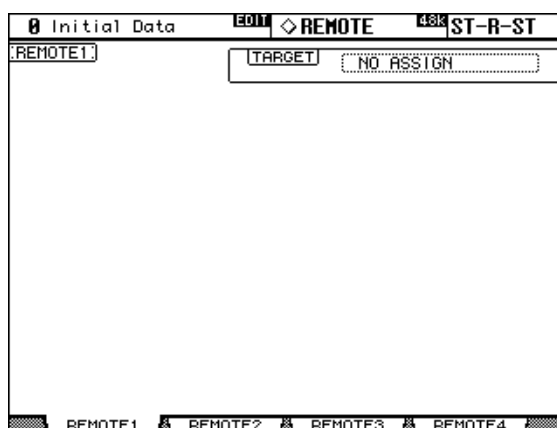 0 Initial Data EDIT ◇REMOTE 48k ST-R-ST
REMOTE1 TARGET NO ASSIGN
REMOTE1 REMOTE2 REMOTE3 REMOTE4